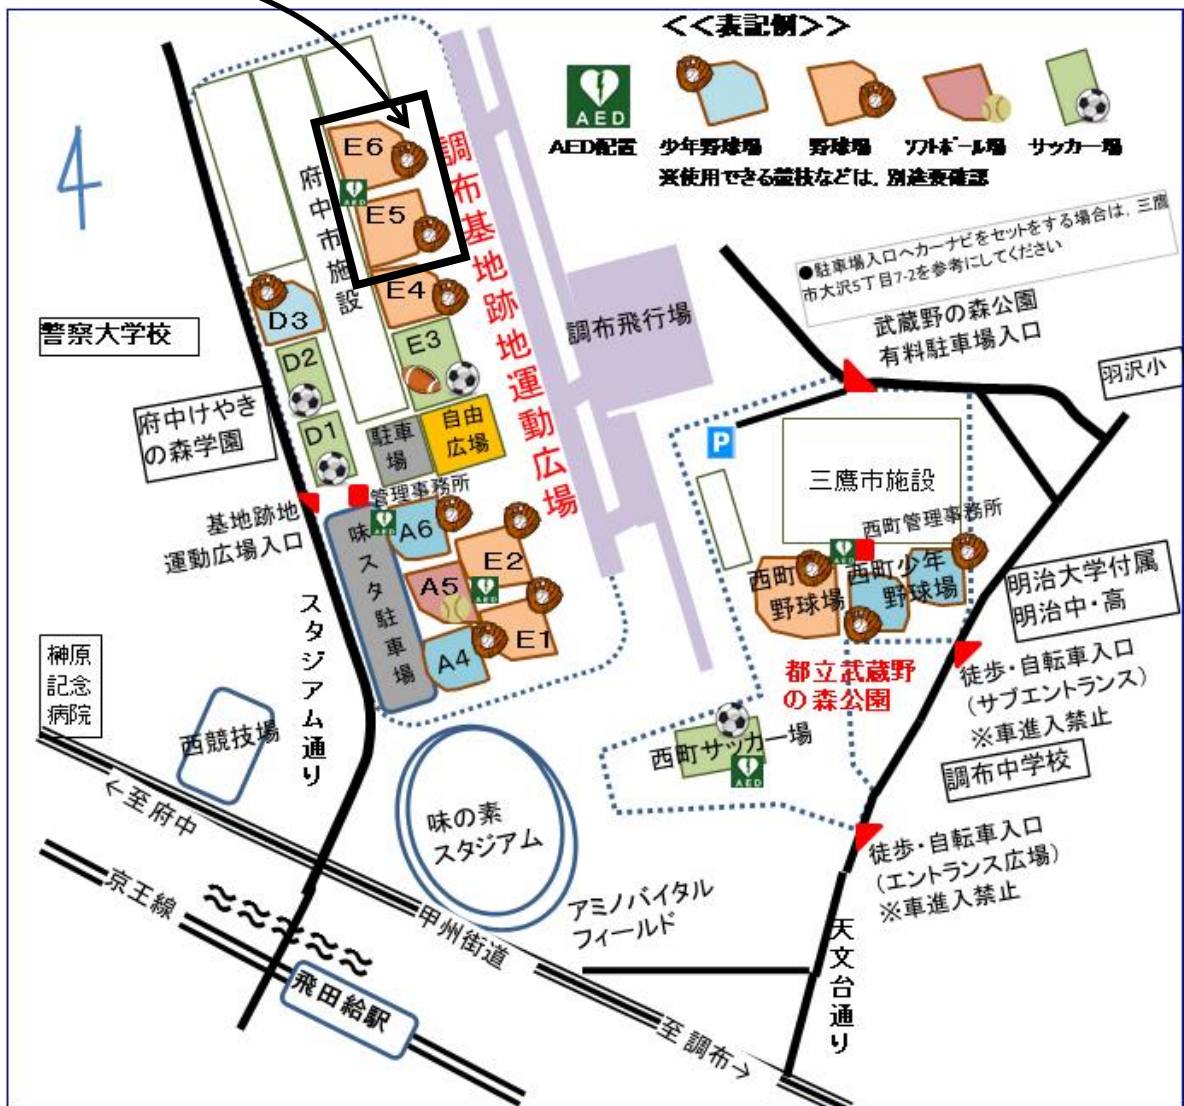 <<表記例>>
AED
AED配置
少年野球場
野球場
ソフトボール場
サッカー場
※使用できる競技などは、別途要確認
●駐車場入口へカーナビをセットをする場合は、三鷹
市大沢5丁目7-2を参考にしてください
武蔵野の森公園
有料駐車場入口
羽沢小
4
E6
AED
E5
E4
E3
府中市施設
調布基地跡地運動広場
調布飛行場
警察大学校
D3
D2
D1
府中けやき
の森学園
駐車
場
自由
広場
管理事務所
基地跡地
運動広場入口
AED
A6
E2
A5
AED
E1
A4
味スタ駐車場
スタジアム通り
P
三鷹市施設
西町管理事務所
AED
西町
野球場
西町少年
野球場
明治大学付属
明治中・高
都立武蔵野
の森公園
徒歩・自転車入口
(サブエントランス)
※車進入禁止
調布中学校
西町サッカー場
AED
徒歩・自転車入口
(エントランス広場)
※車進入禁止
榊原
記念
病院
西競技場
←至府中
味の素
スタジアム
アミノバイタル
フィールド
京王線
甲州街道
飛田給駅
至調布→
天文台通り